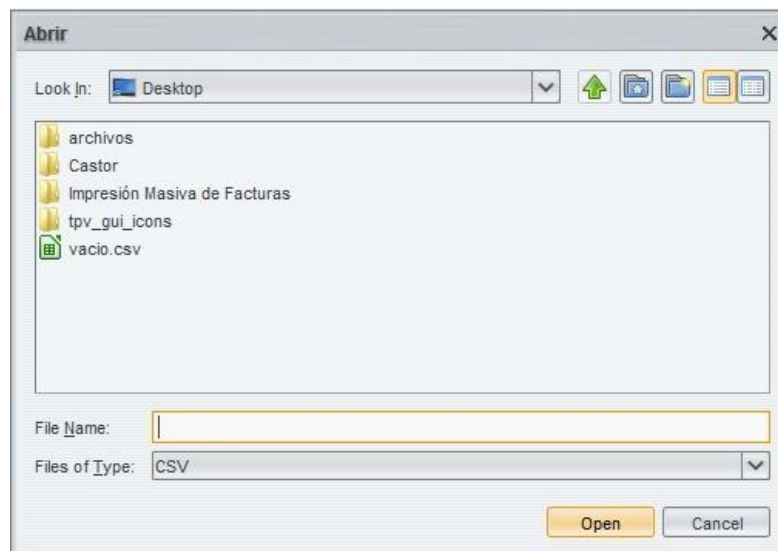 Abrir
Look In: Desktop
archivos
Castor
Impresión Masiva de Facturas
tpv_gui_icons
vacio.csv
File Name:
Files of Type: CSV
Open Cancel